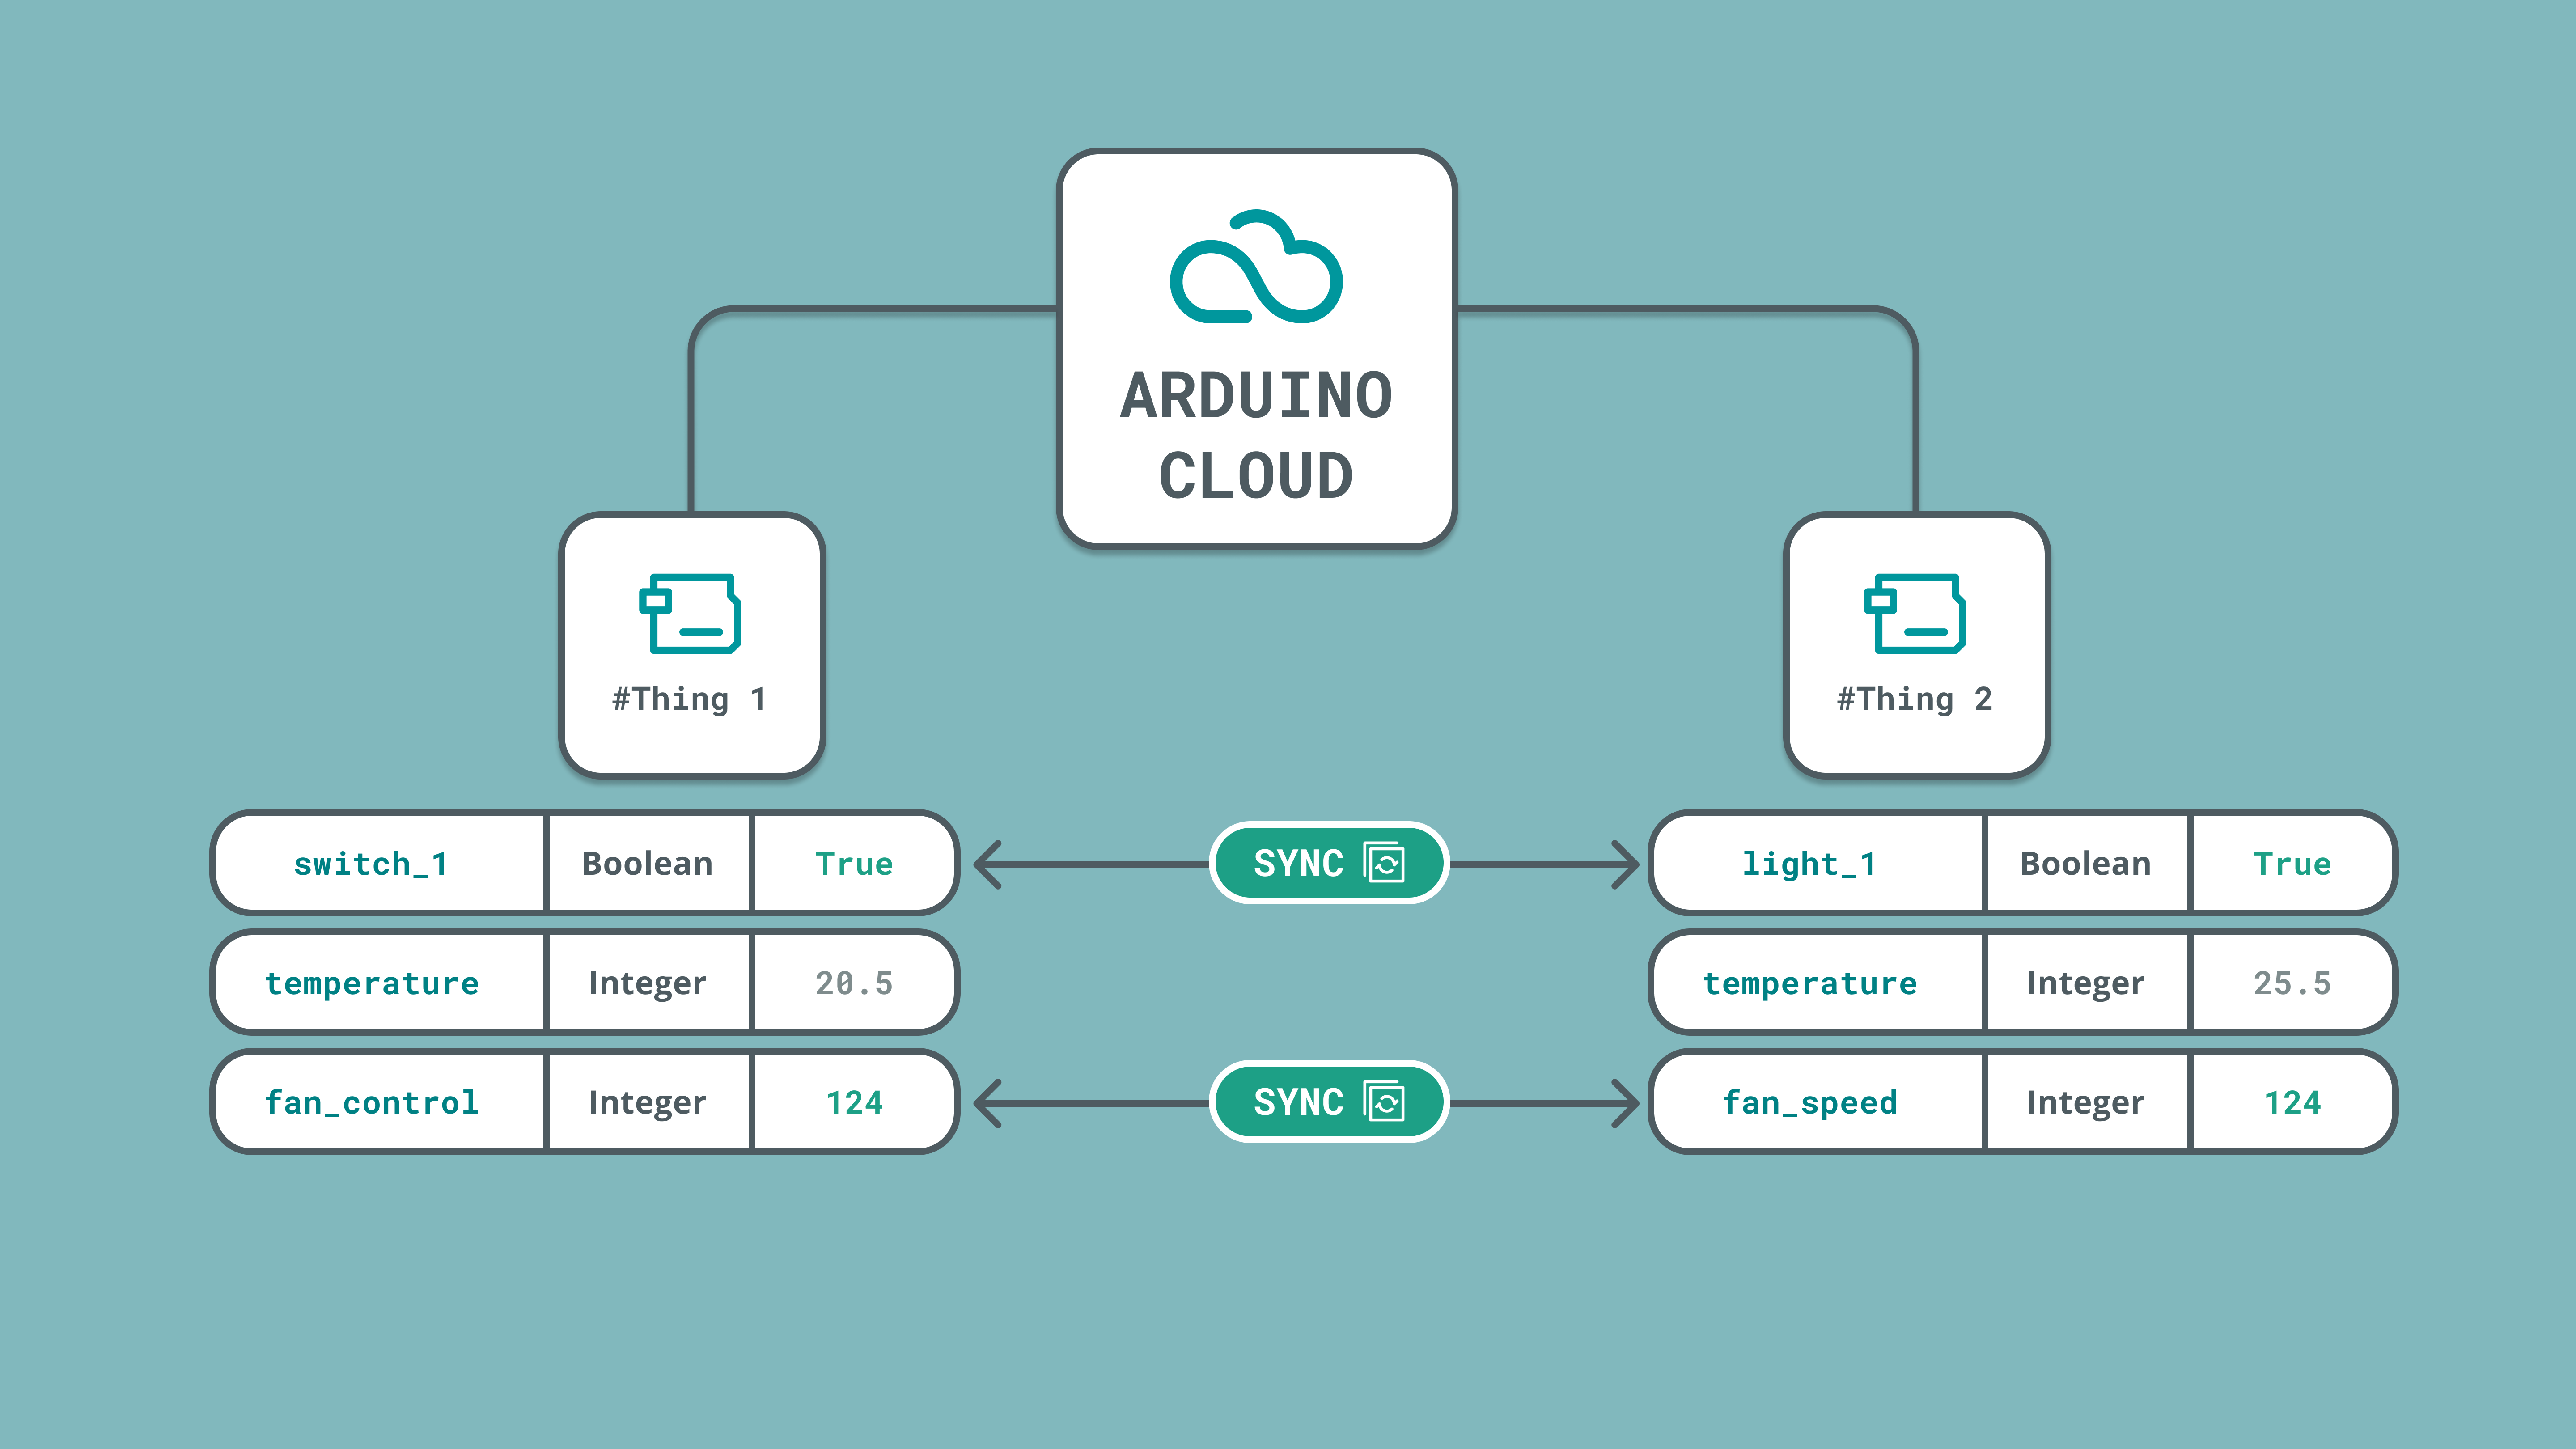 ARDUINO
CLOUD
#Thing 1
#Thing 2
switch_1 Boolean True SYNC light_1 Boolean True
temperature Integer 20.5 temperature Integer 25.5
fan_control Integer 124 SYNC fan_speed Integer 124